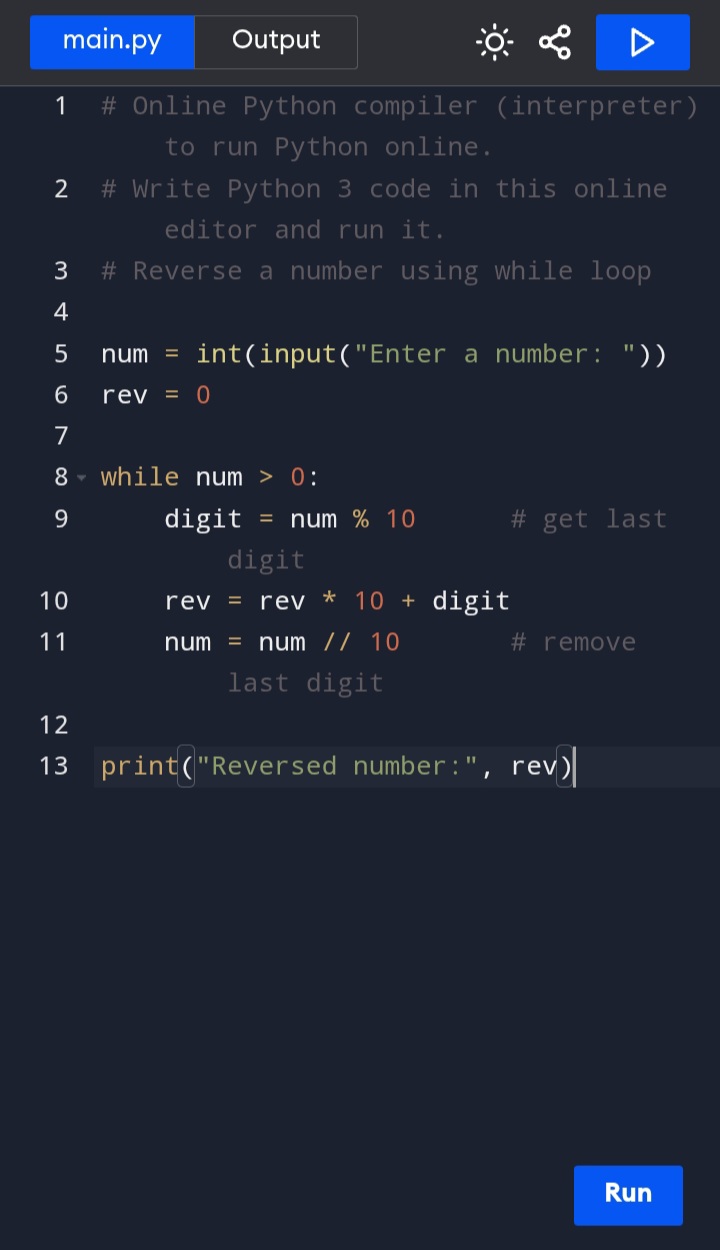 main.py Output
1 # Online Python compiler (interpreter)
to run Python online.
2 # Write Python 3 code in this online
editor and run it.
3 # Reverse a number using while loop
4
5 num = int(input("Enter a number: "))
6 rev = 0
7
8 while num > 0:
9 digit = num % 10 # get last
digit
10 rev = rev * 10 + digit
11 num = num // 10 # remove
last digit
12
13 print("Reversed number:", rev)
Run